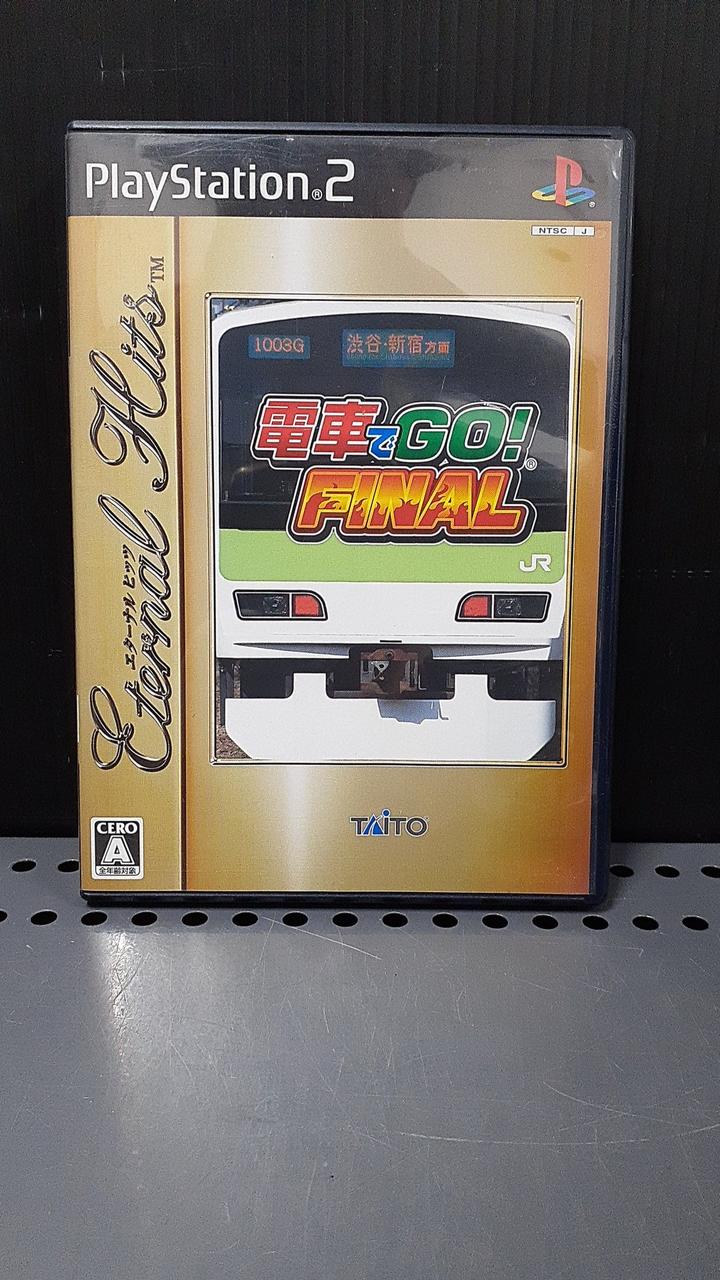 PlayStation®2
NTSC J
Eternal Hits™
エターナル ヒッツ
1003G
渋谷・新宿方面
電車でGO!®
FINAL
JR
TAITO
CERO
A
全年齢対象